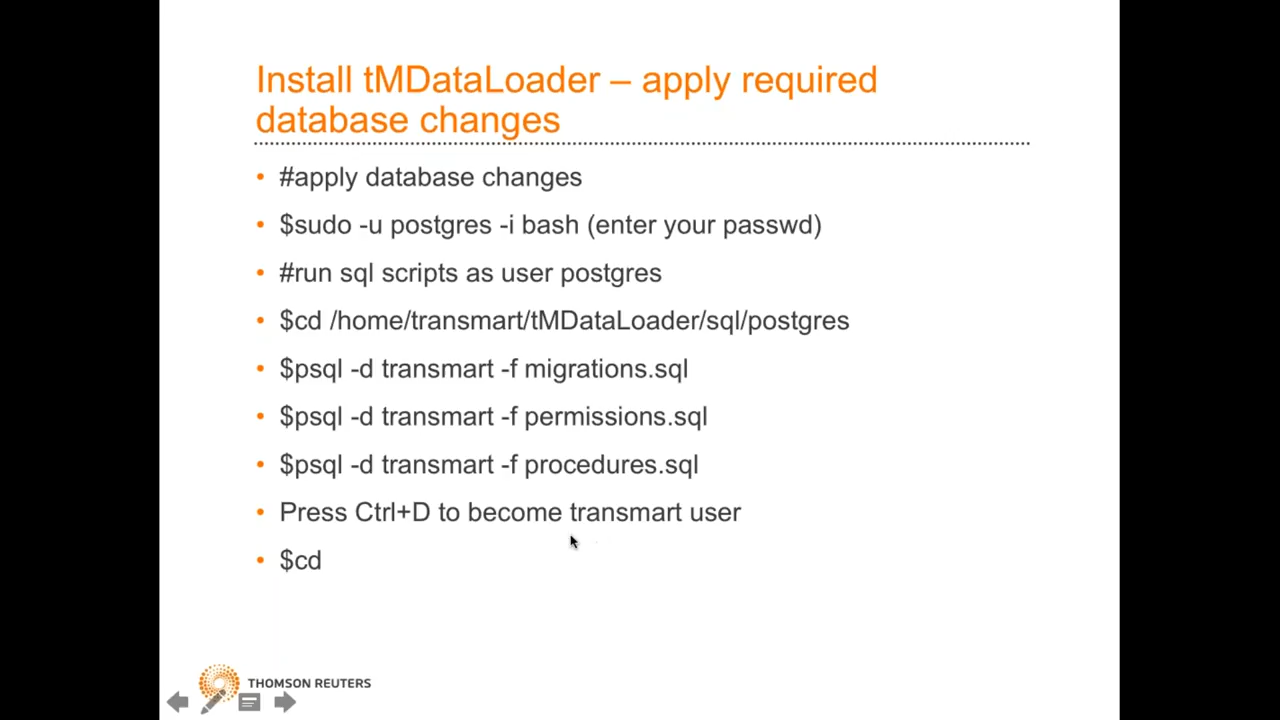 Install tMDataLoader – apply required
database changes
• #apply database changes
• $sudo -u postgres -i bash (enter your passwd)
• #run sql scripts as user postgres
• $cd /home/transmart/tMDataLoader/sql/postgres
• $psql -d transmart -f migrations.sql
• $psql -d transmart -f permissions.sql
• $psql -d transmart -f procedures.sql
• Press Ctrl+D to become transmart user
• $cd
THOMSON REUTERS